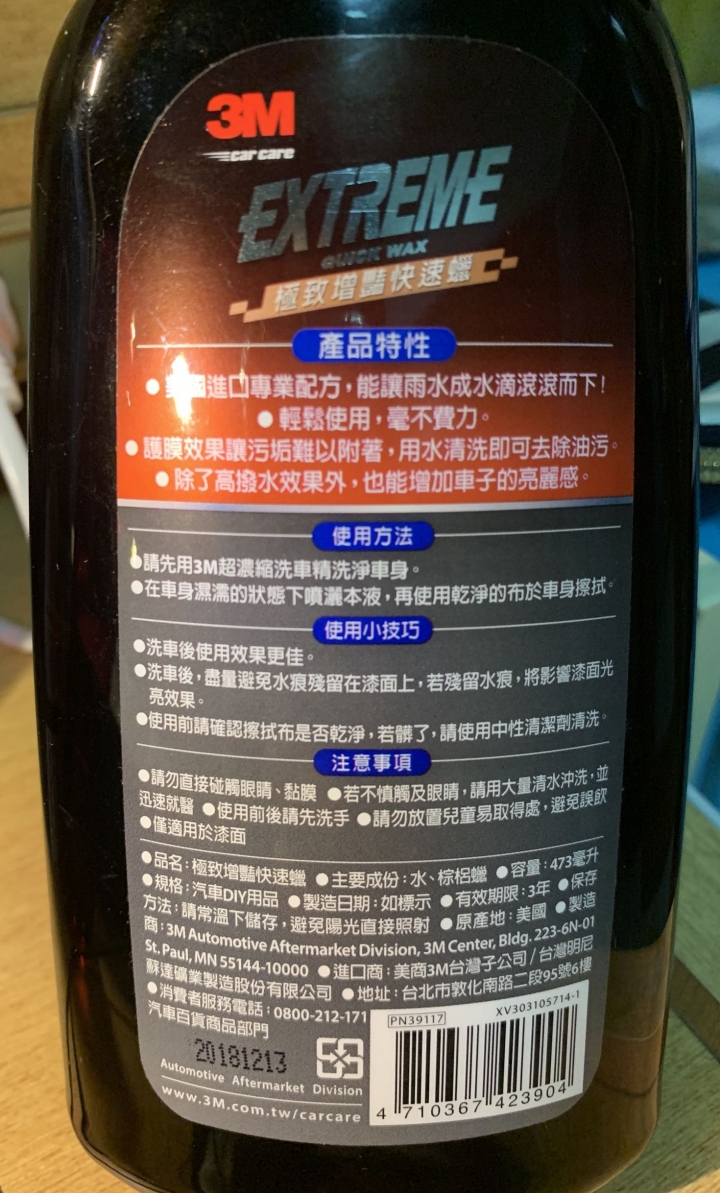 3M
car care
EXTREME
QUICK WAX
極致增豔快速蠟
產品特性
● 進口專業配方，能讓雨水成水滴滾滾而下！
● 輕鬆使用，毫不費力。
● 護膜效果讓污垢難以附著，用水清洗即可去除油污。
● 除了高撥水效果外，也能增加車子的亮麗感。
使用方法
●請先用3M超濃縮洗車精洗淨車身。
●在車身濕濡的狀態下噴灑本液，再使用乾淨的布於車身擦拭。
使用小技巧
●洗車後使用效果更佳。
●洗車後，盡量避免水痕殘留在漆面上，若殘留水痕，將影響漆面光
亮效果。
●使用前請確認擦拭布是否乾淨，若髒了，請使用中性清潔劑清洗。
注意事項
●請勿直接碰觸眼睛、黏膜 ●若不慎觸及眼睛，請用大量清水沖洗，並
迅速就醫 ●使用前後請先洗手 ●請勿放置兒童易取得處，避免誤飲
●僅適用於漆面
●品名：極致增豔快速蠟 ●主要成份：水、棕梠蠟 ●容量：473毫升
●規格：汽車DIY用品 ●製造日期：如標示 ●有效期限：3年 ●保存
方法：請常溫下儲存，避免陽光直接照射 ●原產地：美國 ●製造
商：3M Automotive Aftermarket Division, 3M Center, Bldg. 223-6N-01
St. Paul, MN 55144-10000 ●進口商：美商3M台灣子公司/台灣明尼
蘇達礦業製造股份有限公司 ●地址：台北市敦化南路二段95號6樓
●消費者服務電話：0800-212-171
汽車百貨商品部門
20181213
Automotive Aftermarket Division
www.3M.com.tw/carcare
PN39117 XV303105714-1
4 710367 423904